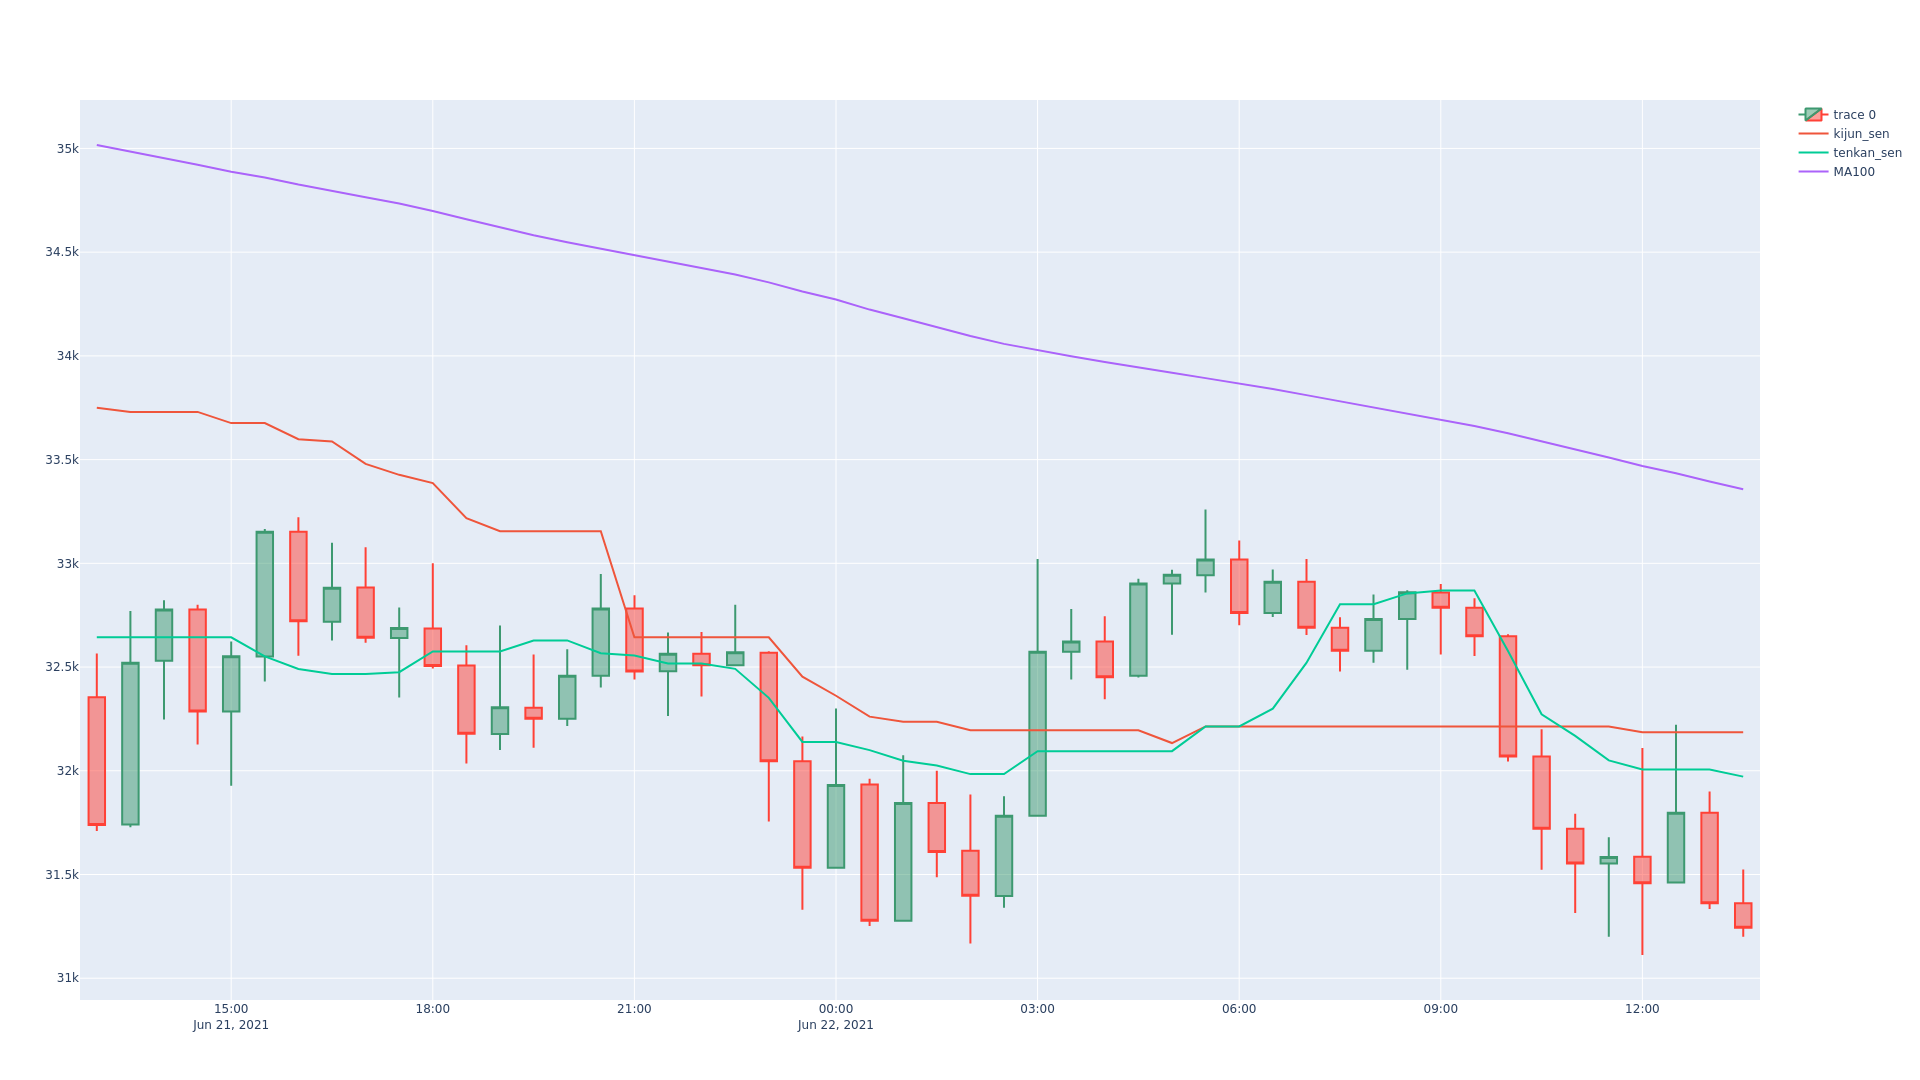 trace 0
kijun_sen
tenkan_sen
MA100
35k
34.5k
34k
33.5k
33k
32.5k
32k
31.5k
31k
15:00 18:00 21:00 00:00 03:00 06:00 09:00 12:00
Jun 21, 2021 Jun 22, 2021